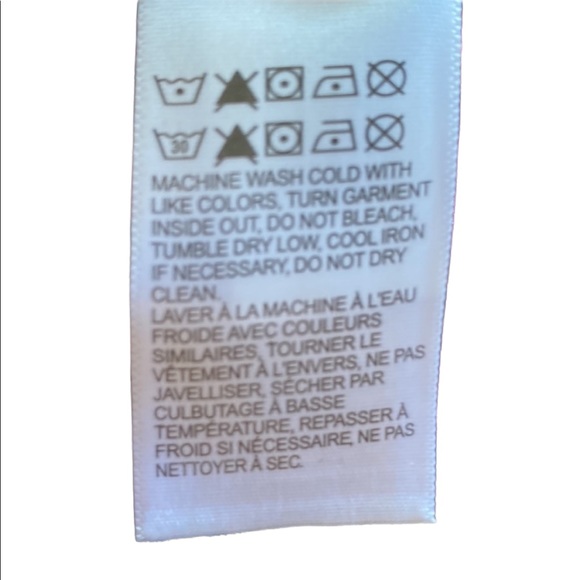 30
MACHINE WASH COLD WITH
LIKE COLORS, TURN GARMENT
INSIDE OUT, DO NOT BLEACH,
TUMBLE DRY LOW, COOL IRON
IF NECESSARY, DO NOT DRY
CLEAN.
LAVER À LA MACHINE À L'EAU
FROIDE AVEC COULEURS
SIMILAIRES, TOURNER LE
VÊTEMENT À L'ENVERS, NE PAS
JAVELLISER, SÉCHER PAR
CULBUTAGE À BASSE
TEMPÉRATURE, REPASSER À
FROID SI NÉCESSAIRE, NE PAS
NETTOYER À SEC.